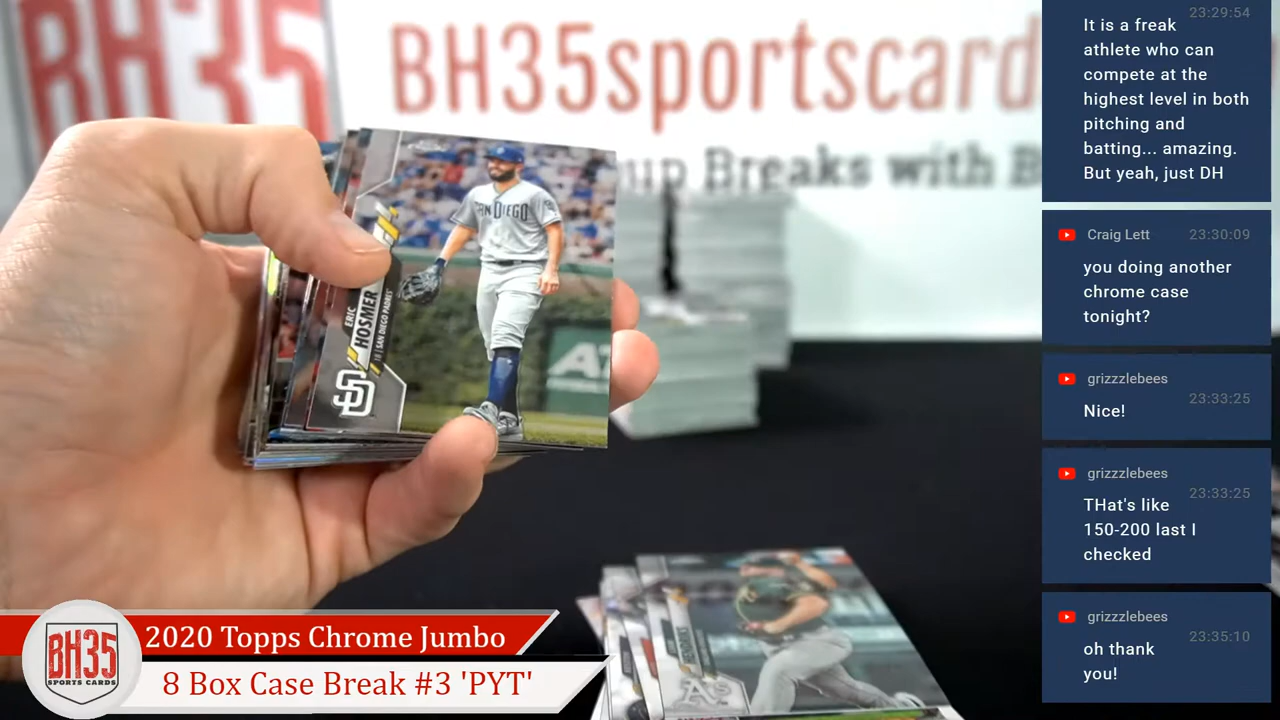 BH35
BH35sportscard
oup Breaks with B
SAN DIEGO
ERIC
HOSMER
1B | SAN DIEGO PADRES
SD
A's
BH35
SPORTS CARDS
2020 Topps Chrome Jumbo
8 Box Case Break #3 'PYT'
23:29:54
It is a freak
athlete who can
compete at the
highest level in both
pitching and
batting... amazing.
But yeah, just DH
Craig Lett 23:30:09
you doing another
chrome case
tonight?
grizzzlebees
23:33:25
Nice!
grizzzlebees
23:33:25
THat's like
150-200 last I
checked
grizzzlebees
23:35:10
oh thank
you!